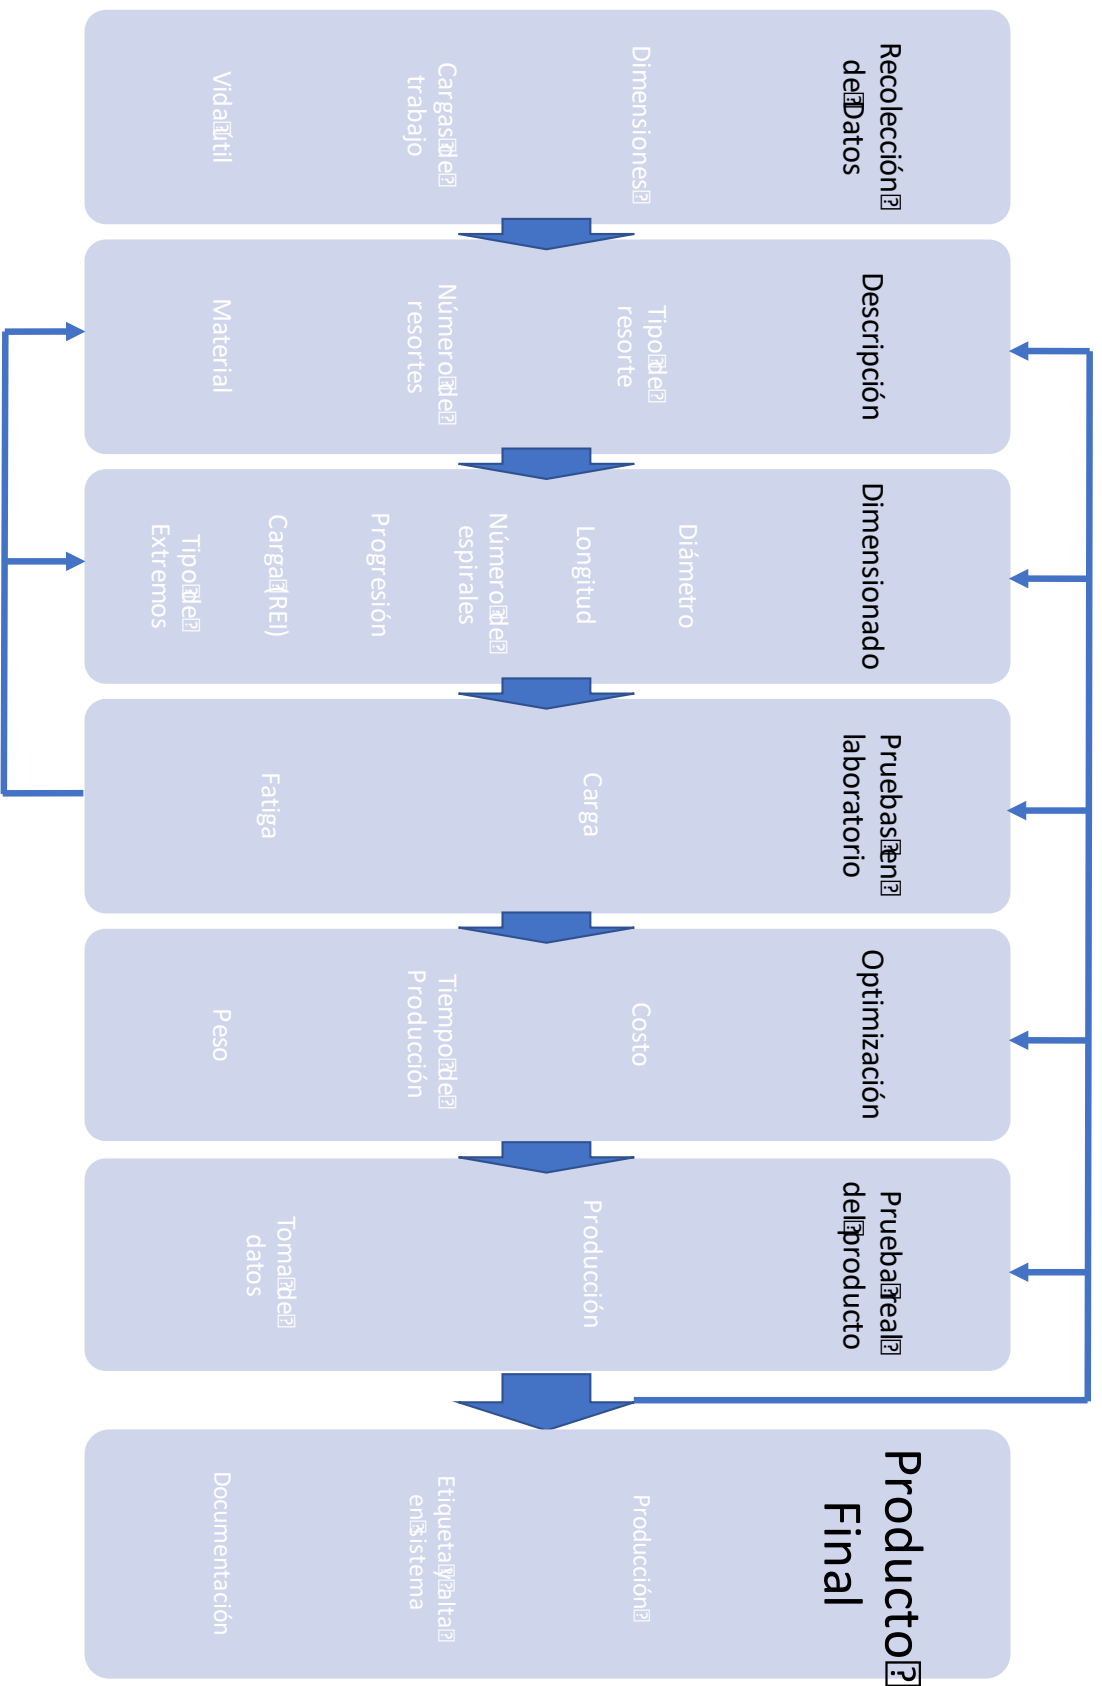 Recolección
de Datos
Dimensiones
Cargas de
trabajo
Vida útil
Descripción
Tipo de
resorte
Número de
resortes
Material
Dimensionado
Diámetro
Longitud
Número de
espirales
Progresión
Carga (REI)
Tipo de
Extremos
Pruebas en
laboratorio
Carga
Fatiga
Optimización
Costo
Tiempo de
Producción
Peso
Prueba real
del producto
Producción
Toma de
datos
Producto
Final
Producción
Etiqueta y alta
en sistema
Documentación